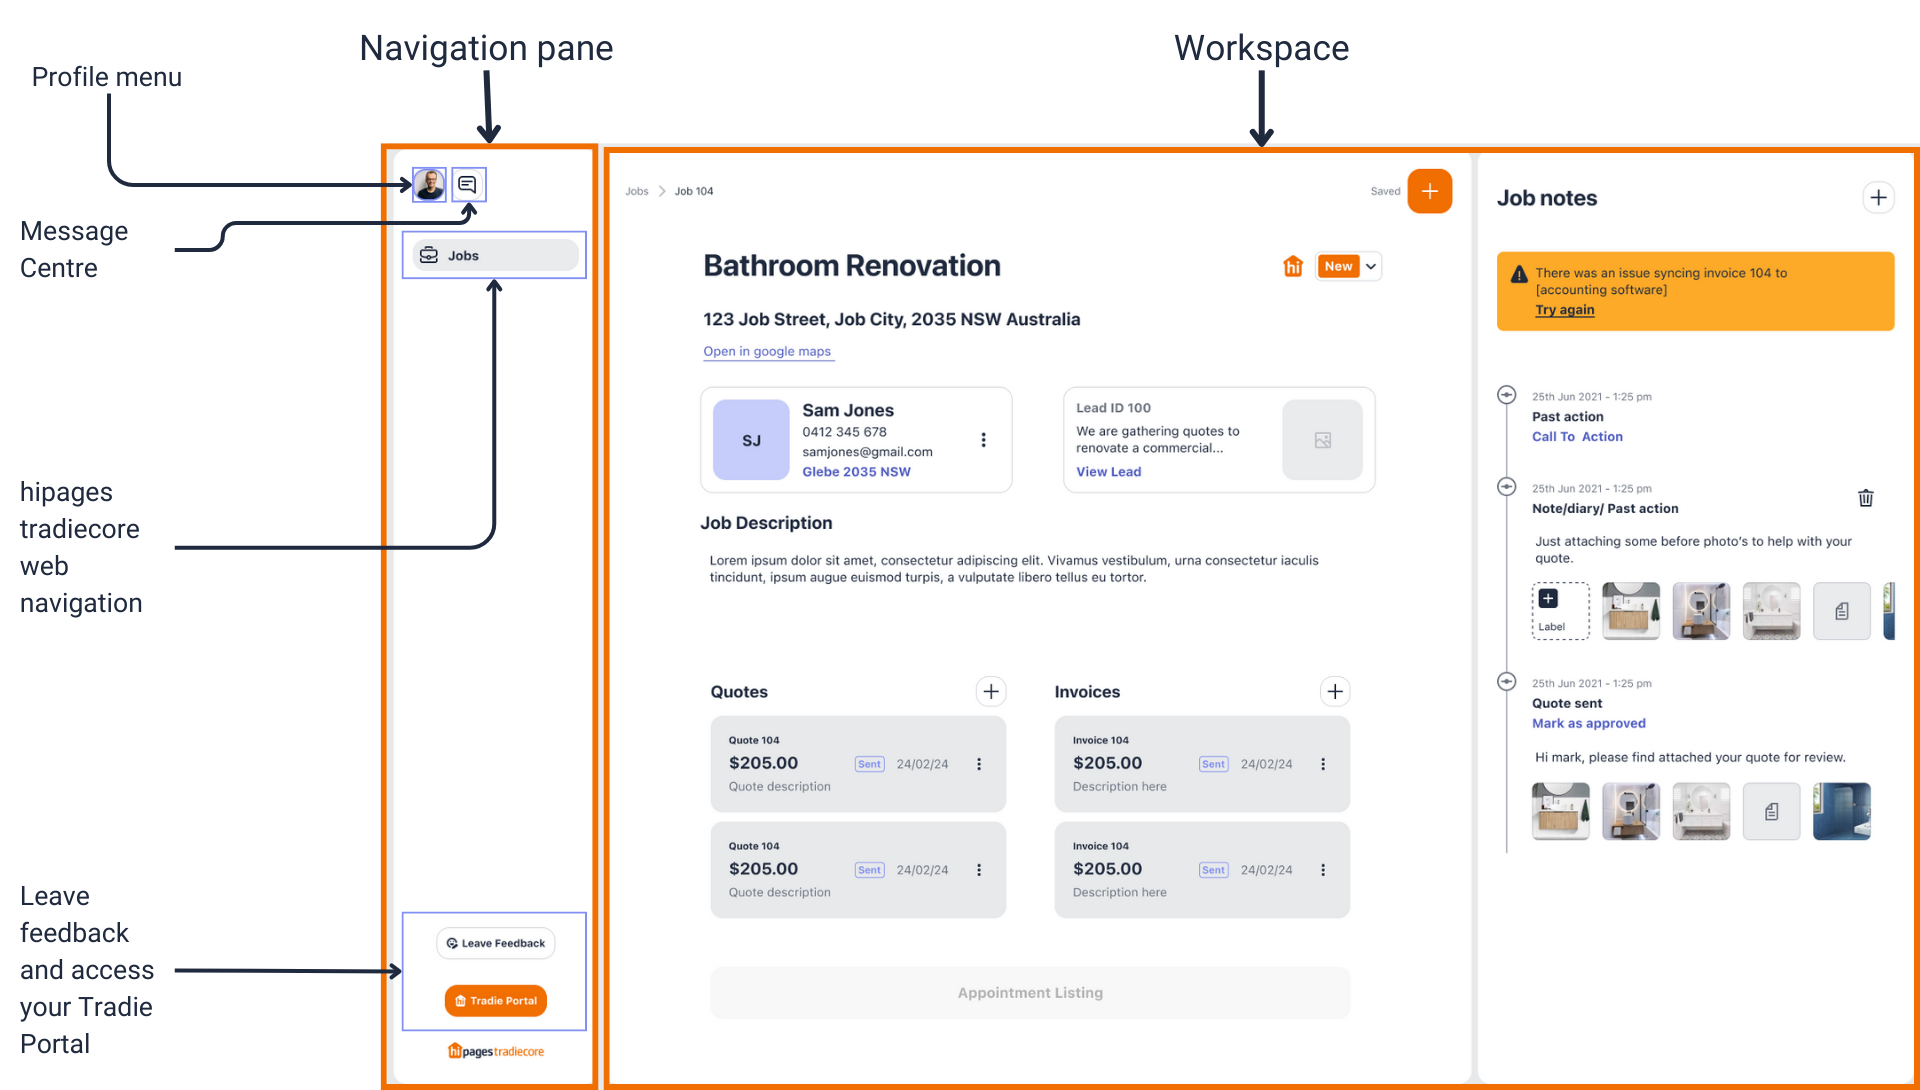 Navigation pane
Workspace
Profile menu
Message
Centre
hipages
tradiecore
web
navigation
Leave
feedback
and access
your Tradie
Portal
Jobs
Leave Feedback
hi Tradie Portal
hipages tradiecore
Jobs > Job 104
Saved
Bathroom Renovation
hi
New
123 Job Street, Job City, 2035 NSW Australia
Open in google maps
SJ
Sam Jones
0412 345 678
samjones@gmail.com
Glebe 2035 NSW
Lead ID 100
We are gathering quotes to
renovate a commercial...
View Lead
Job Description
Lorem ipsum dolor sit amet, consectetur adipiscing elit. Vivamus vestibulum, urna consectetur iaculis
tincidunt, ipsum augue euismod turpis, a vulputate libero tellus eu tortor.
Quotes
Quote 104
$205.00 Sent 24/02/24
Quote description
Quote 104
$205.00 Sent 24/02/24
Quote description
Invoices
Invoice 104
$205.00 Sent 24/02/24
Description here
Invoice 104
$205.00 Sent 24/02/24
Description here
Appointment Listing
Job notes
There was an issue syncing invoice 104 to
[accounting software]
Try again
25th Jun 2021 - 1:25 pm
Past action
Call To Action
25th Jun 2021 - 1:25 pm
Note/diary/ Past action
Just attaching some before photo's to help with your
quote.
Label
25th Jun 2021 - 1:25 pm
Quote sent
Mark as approved
Hi mark, please find attached your quote for review.